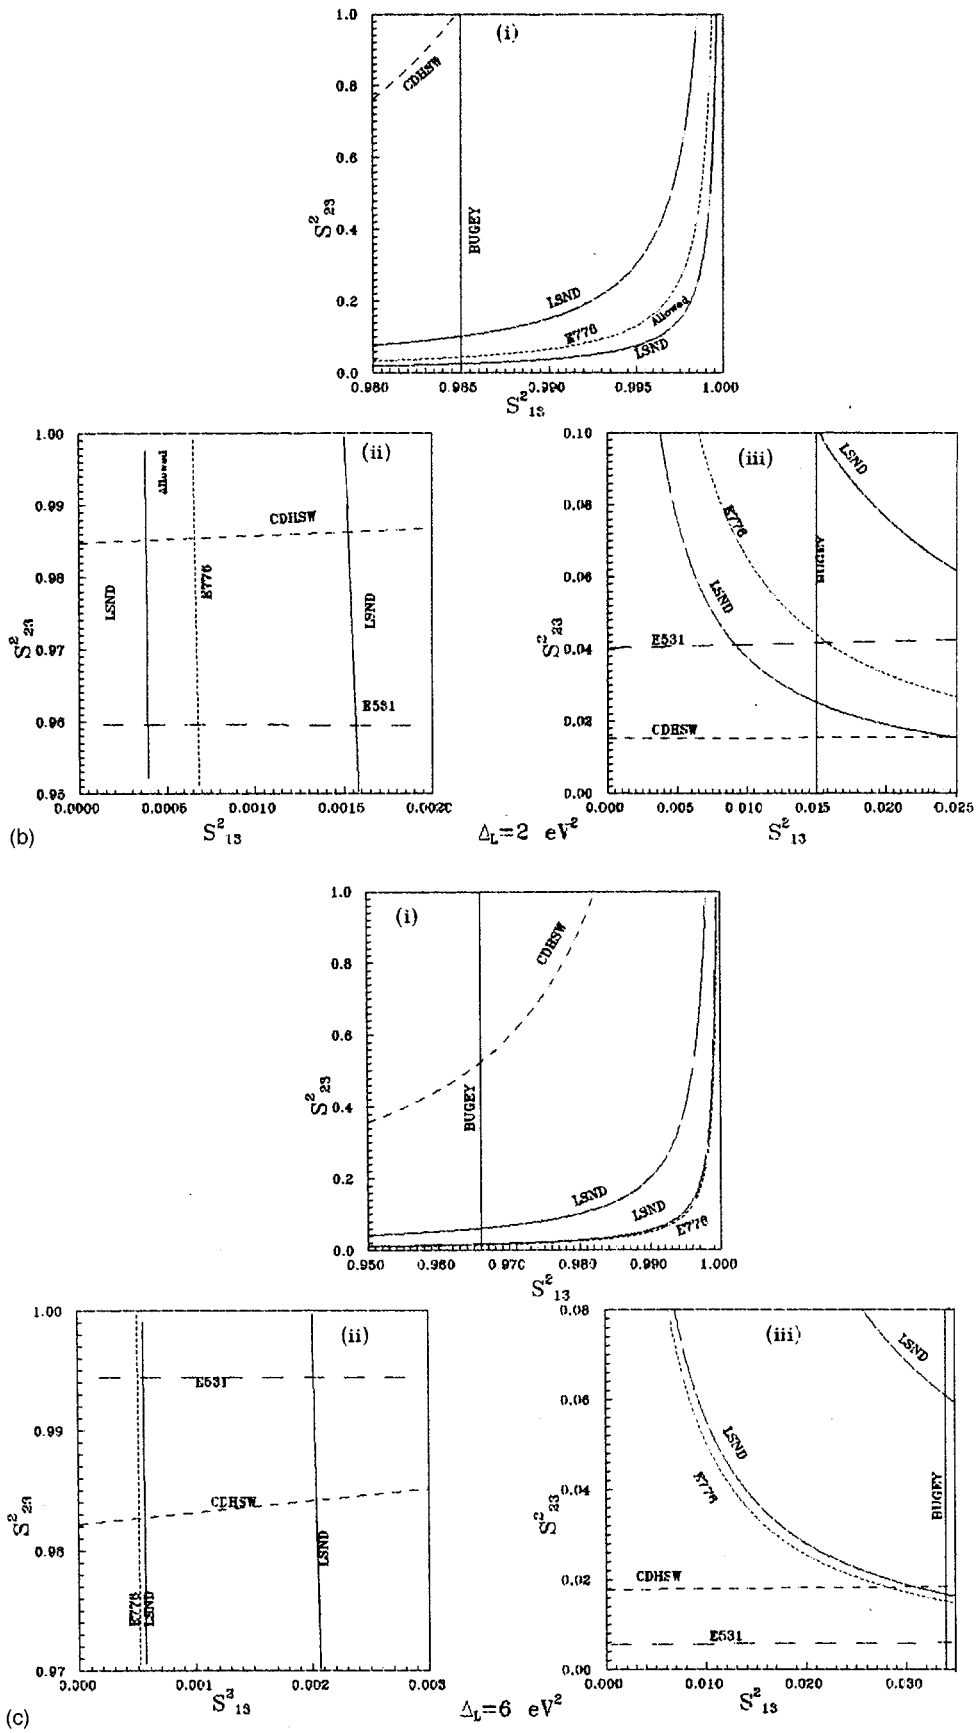 (i)
1.0
0.8
0.6
0.4
0.2
0.0
S²₂₃
CDHSW
BUGEY
LSND
E776
Allowed
LSND
0.980 0.985 0.990 0.995 1.000
S²₁₃
(ii)
1.00
0.99
0.98
0.97
0.96
0.95
S²₂₃
Allowed
CDHSW
LSND
E776
LSND
E531
0.0000 0.0005 0.0010 0.0015 0.0020
S²₁₃
(iii)
0.10
0.08
0.06
0.04
0.02
0.00
S²₂₃
LSND
E776
BUGEY
LSND
E531
CDHSW
0.000 0.005 0.010 0.015 0.020 0.025
S²₁₃
(b)
Δ_L=2 eV²
(i)
1.0
0.8
0.6
0.4
0.2
0.0
S²₂₃
CDHSW
BUGEY
LSND
LSND
E776
0.950 0.960 0.970 0.980 0.990 1.000
S²₁₃
(ii)
1.00
0.99
0.98
0.97
S²₂₃
E531
CDHSW
E776
LSND
LSND
0.000 0.001 0.002 0.003
S²₁₃
(iii)
0.08
0.06
0.04
0.02
0.00
S²₂₃
LSND
LSND
E776
BUGEY
CDHSW
E531
0.000 0.010 0.020 0.030
S²₁₃
(c)
Δ_L=6 eV²